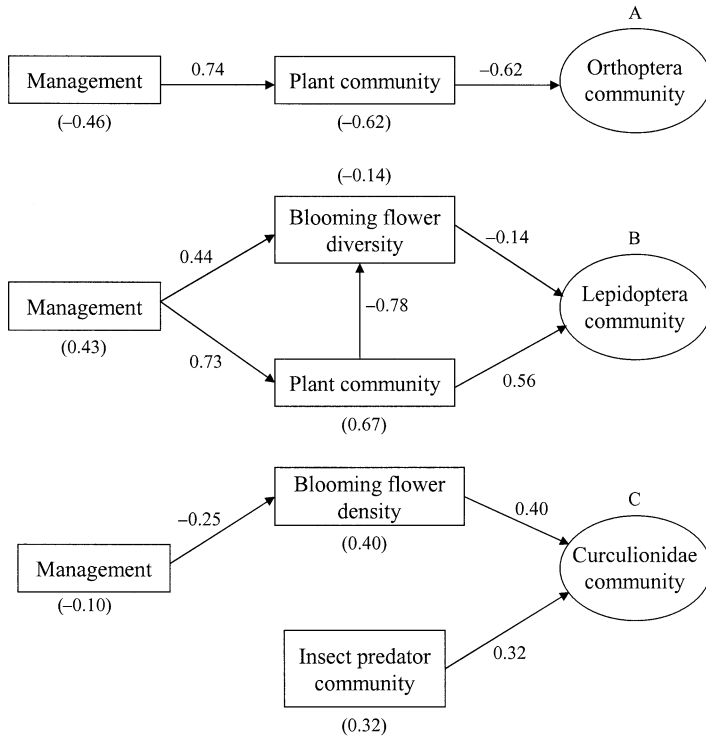 A
Management
0.74
Plant community
−0.62
Orthoptera
community
(−0.46)
(−0.62)
(−0.14)
Blooming flower
diversity
−0.14
B
0.44
Management
−0.78
Lepidoptera
community
(0.43)
0.73
Plant community
0.56
(0.67)
Blooming flower
density
0.40
C
−0.25
(0.40)
Management
Curculionidae
community
(−0.10)
Insect predator
community
0.32
(0.32)